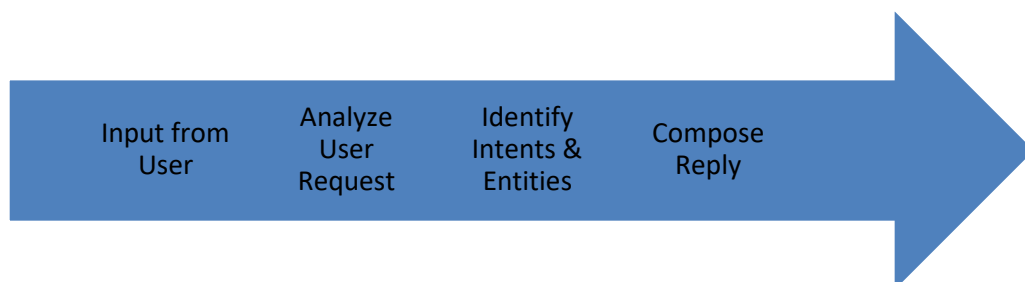 Input from
User
Analyze
User
Request
Identify
Intents &
Entities
Compose
Reply